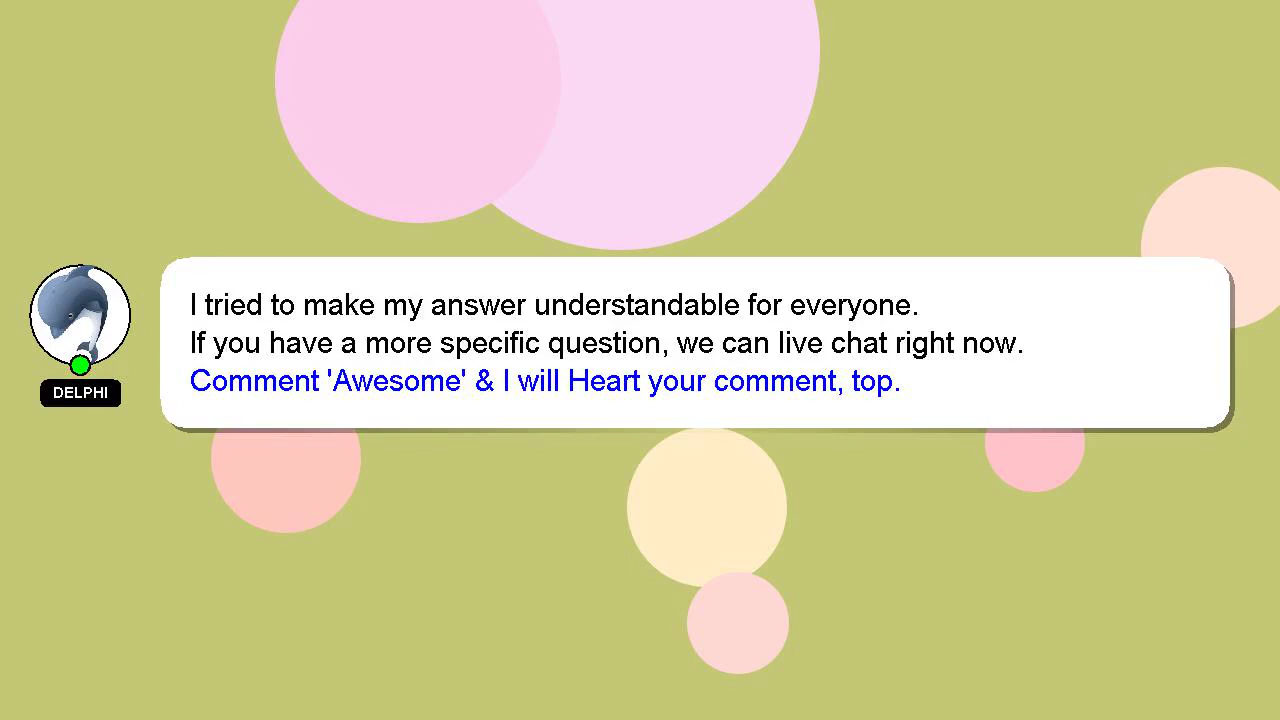 I tried to make my answer understandable for everyone.
If you have a more specific question, we can live chat right now.
Comment 'Awesome' & I will Heart your comment, top.
DELPHI